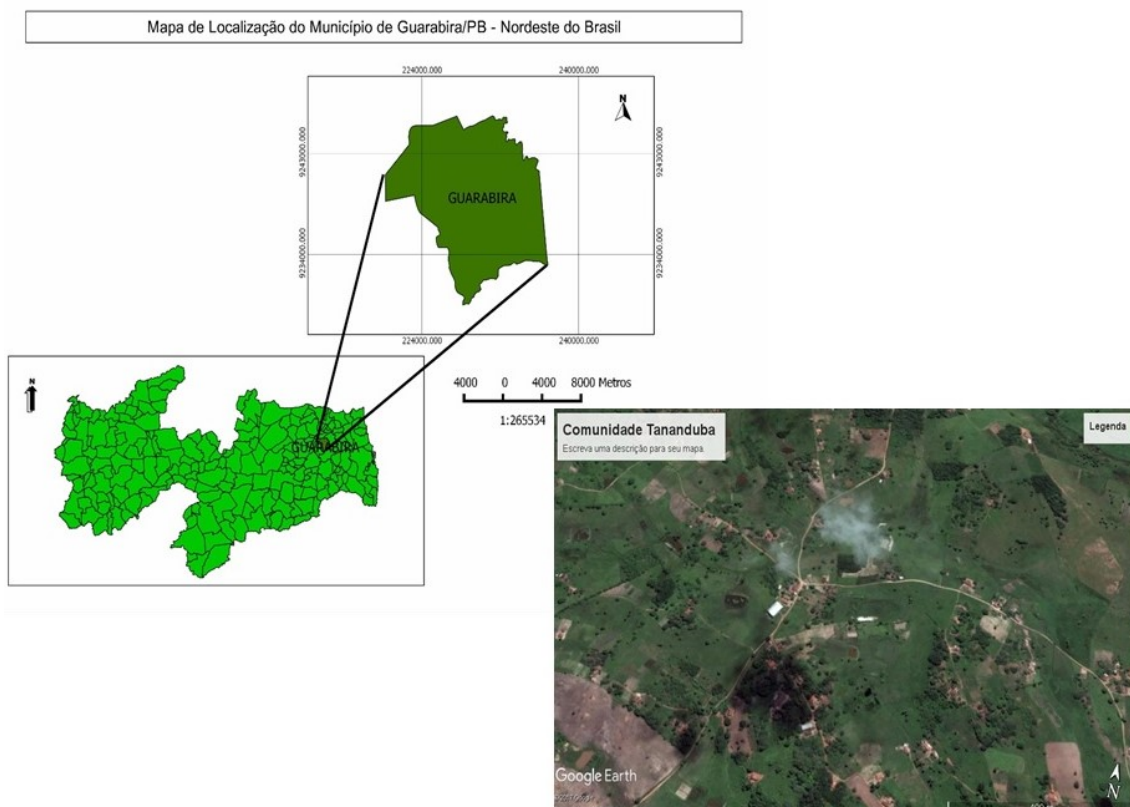 Mapa de Localização do Município de Guarabira/PB - Nordeste do Brasil
224000.000 240000.000
N
9243000.000 9243000.000
GUARABIRA
9234000.000 9234000.000
224000.000 240000.000
N
GUARABIRA
4000 0 4000 8000 Metros
1:265534
Comunidade Tananduba
Escreva uma descrição para seu mapa.
Legenda
Google Earth
N